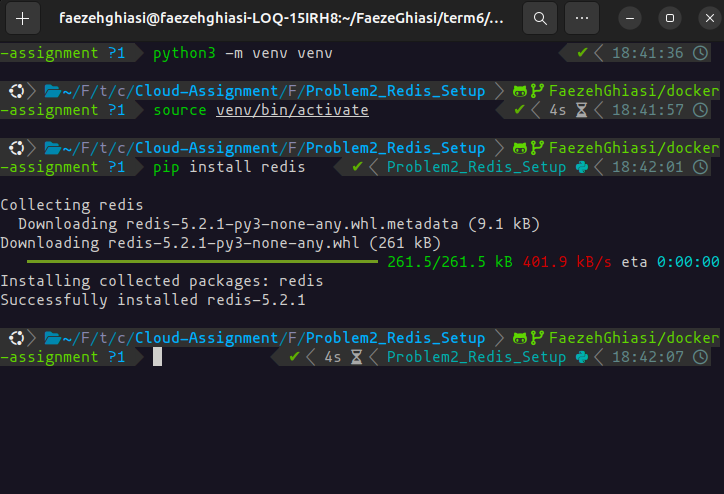 faezehghiasi@faezehghiasi-LOQ-15IRH8:~/FaezeGhiasi/term6/...
-assignment ?1 python3 -m venv venv ✔ 18:41:36
~/F/t/c/Cloud-Assignment/F/Problem2_Redis_Setup FaezehGhiasi/docker
-assignment ?1 source venv/bin/activate ✔ 4s 18:41:57
~/F/t/c/Cloud-Assignment/F/Problem2_Redis_Setup FaezehGhiasi/docker
-assignment ?1 pip install redis ✔ Problem2_Redis_Setup 18:42:01
Collecting redis
Downloading redis-5.2.1-py3-none-any.whl.metadata (9.1 kB)
Downloading redis-5.2.1-py3-none-any.whl (261 kB)
261.5/261.5 kB 401.9 kB/s eta 0:00:00
Installing collected packages: redis
Successfully installed redis-5.2.1
~/F/t/c/Cloud-Assignment/F/Problem2_Redis_Setup FaezehGhiasi/docker
-assignment ?1 ✔ 4s Problem2_Redis_Setup 18:42:07